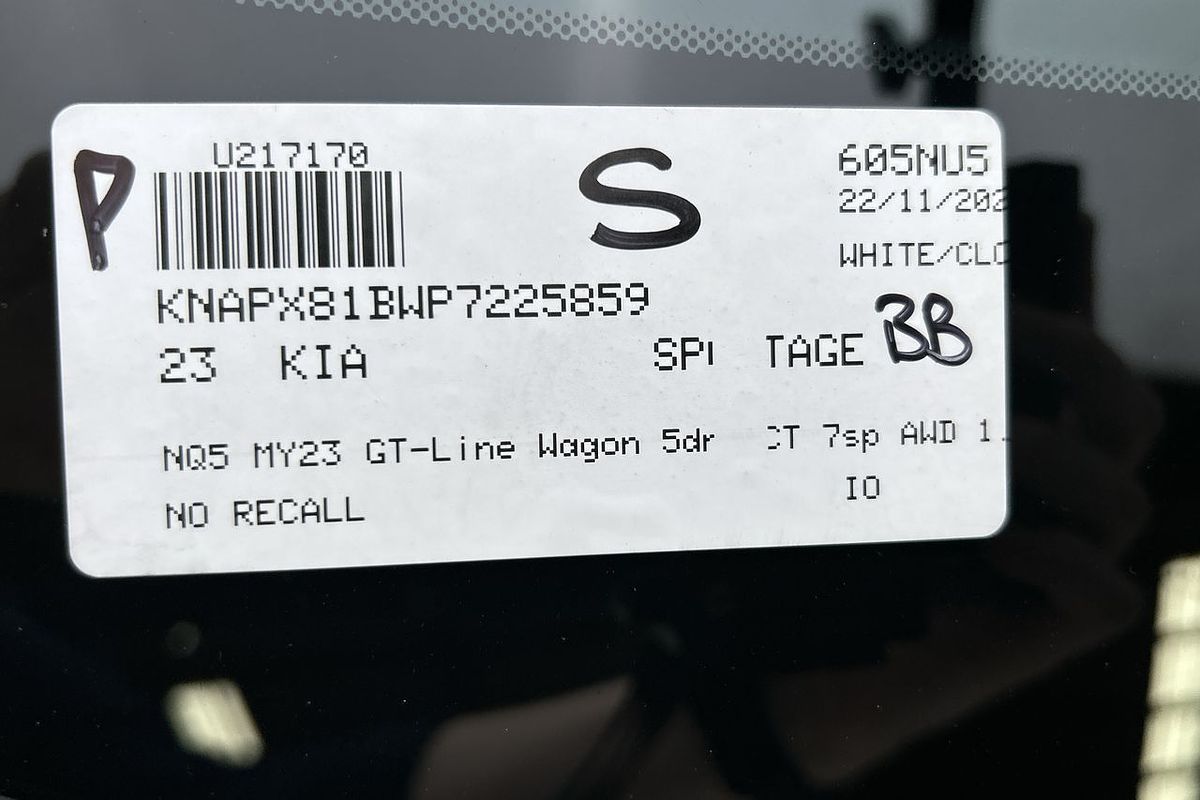 P
U217170
S
605NU5
22/11/202
WHITE/CLO
KNAPX81BWP7225859
23 KIA
SP TAGE BB
NQ5 MY23 GT-Line Wagon 5dr CT 7sp AWD 1.
NO RECALL
IO